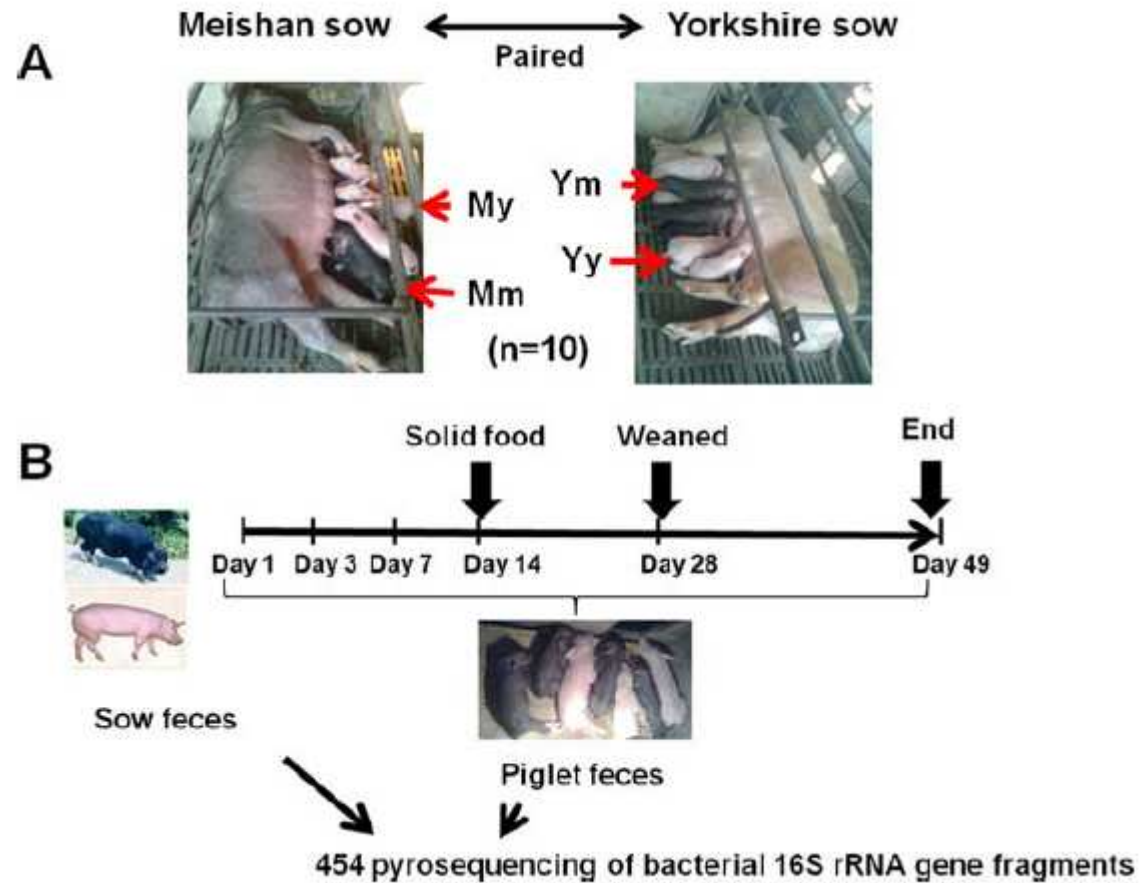 Meishan sow
Yorkshire sow
Paired
A
My
Mm
Ym
Yy
(n=10)
B
Solid food
Weaned
End
Day 1
Day 3
Day 7
Day 14
Day 28
Day 49
Sow feces
Piglet feces
454 pyrosequencing of bacterial 16S rRNA gene fragments